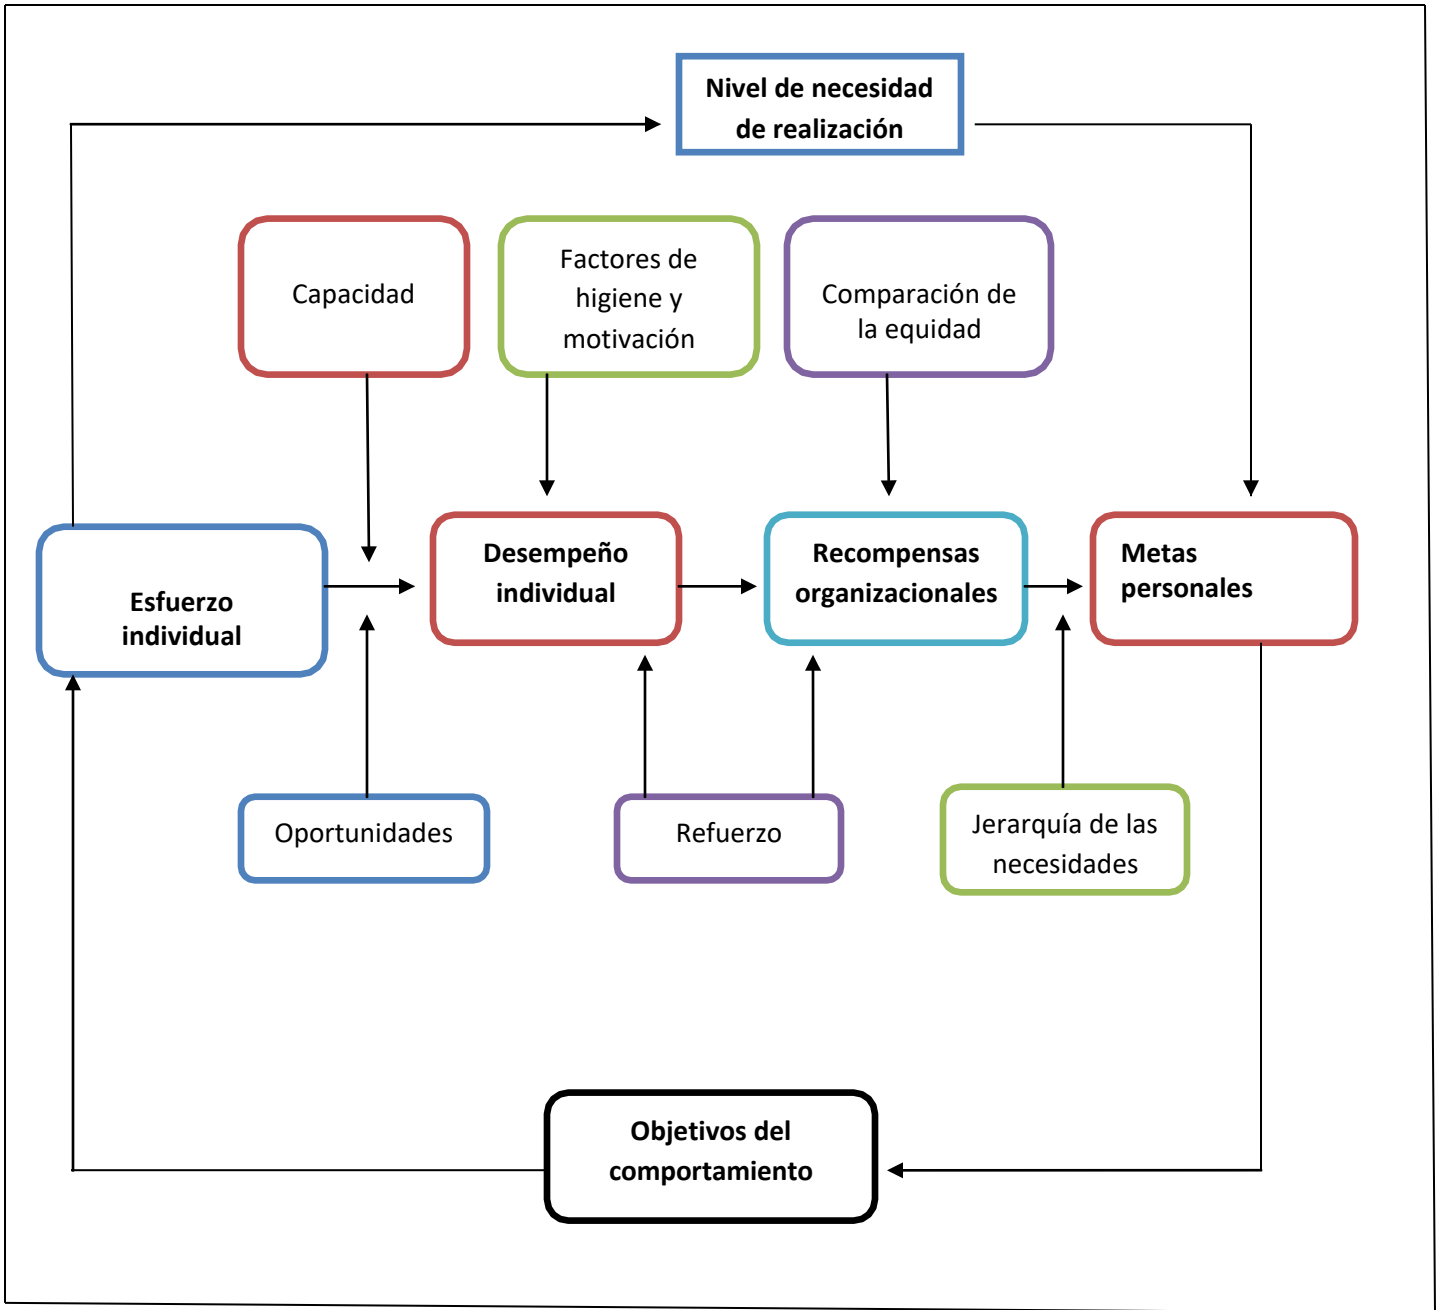 Nivel de necesidad
de realización
Capacidad
Factores de
higiene y
motivación
Comparación de
la equidad
Esfuerzo
individual
Desempeño
individual
Recompensas
organizacionales
Metas
personales
Oportunidades
Refuerzo
Jerarquía de las
necesidades
Objetivos del
comportamiento